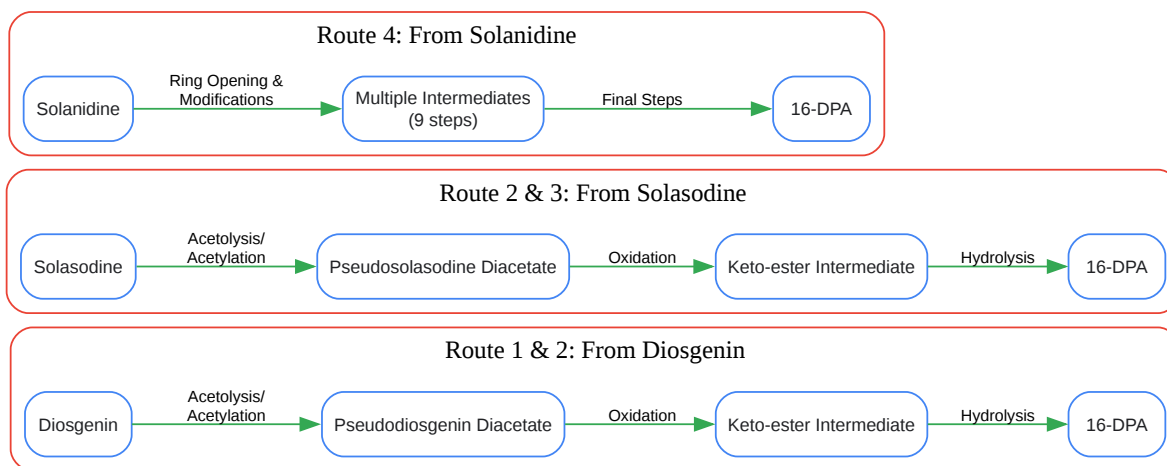 Route 4: From Solanidine
Ring Opening &
Modifications
Solanidine
Multiple Intermediates
(9 steps)
Final Steps
16-DPA
Route 2 & 3: From Solasodine
Acetolysis/
Acetylation
Solasodine
Pseudosolasodine Diacetate
Oxidation
Keto-ester Intermediate
Hydrolysis
16-DPA
Route 1 & 2: From Diosgenin
Acetolysis/
Acetylation
Diosgenin
Pseudodiosgenin Diacetate
Oxidation
Keto-ester Intermediate
Hydrolysis
16-DPA